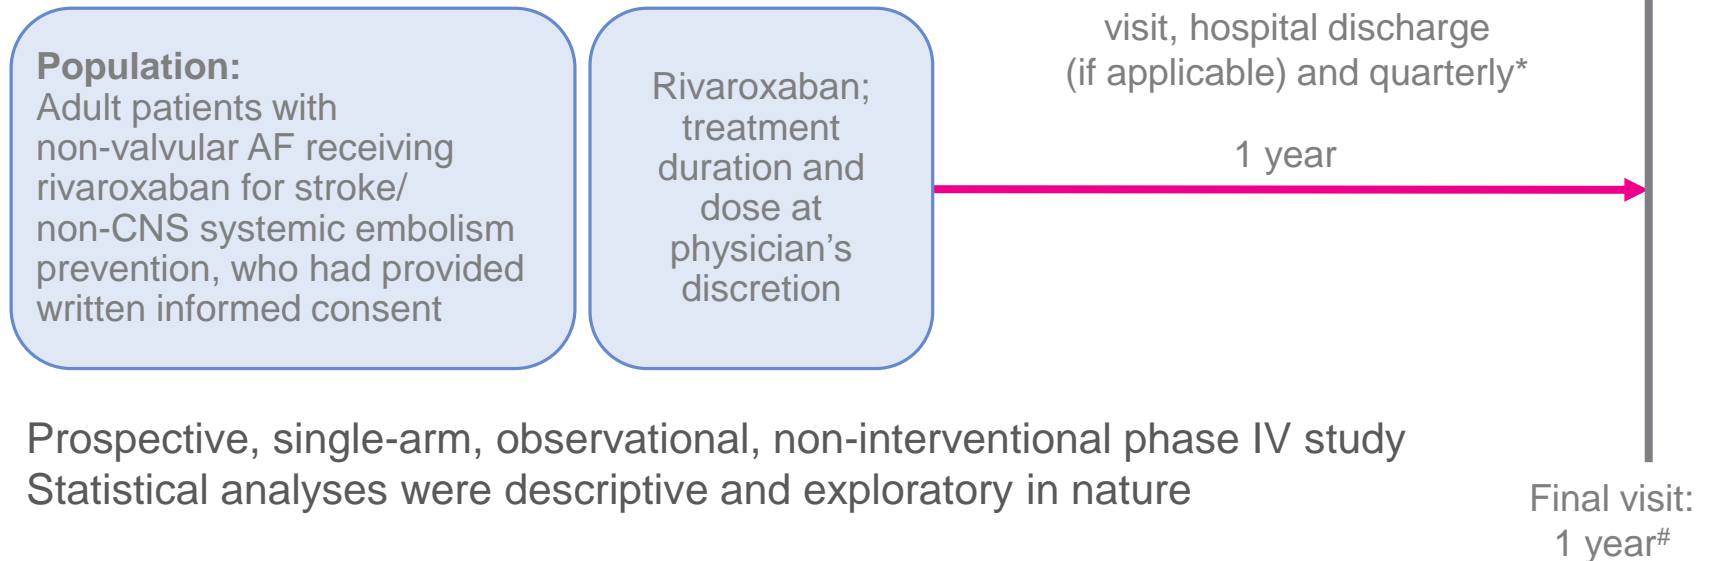 Population:
Adult patients with
non-valvular AF receiving
rivaroxaban for stroke/
non-CNS systemic embolism
prevention, who had provided
written informed consent
Rivaroxaban;
treatment
duration and
dose at
physician’s
discretion
visit, hospital discharge
(if applicable) and quarterly*
1 year
Prospective, single-arm, observational, non-interventional phase IV study
Statistical analyses were descriptive and exploratory in nature
Final visit:
1 year#